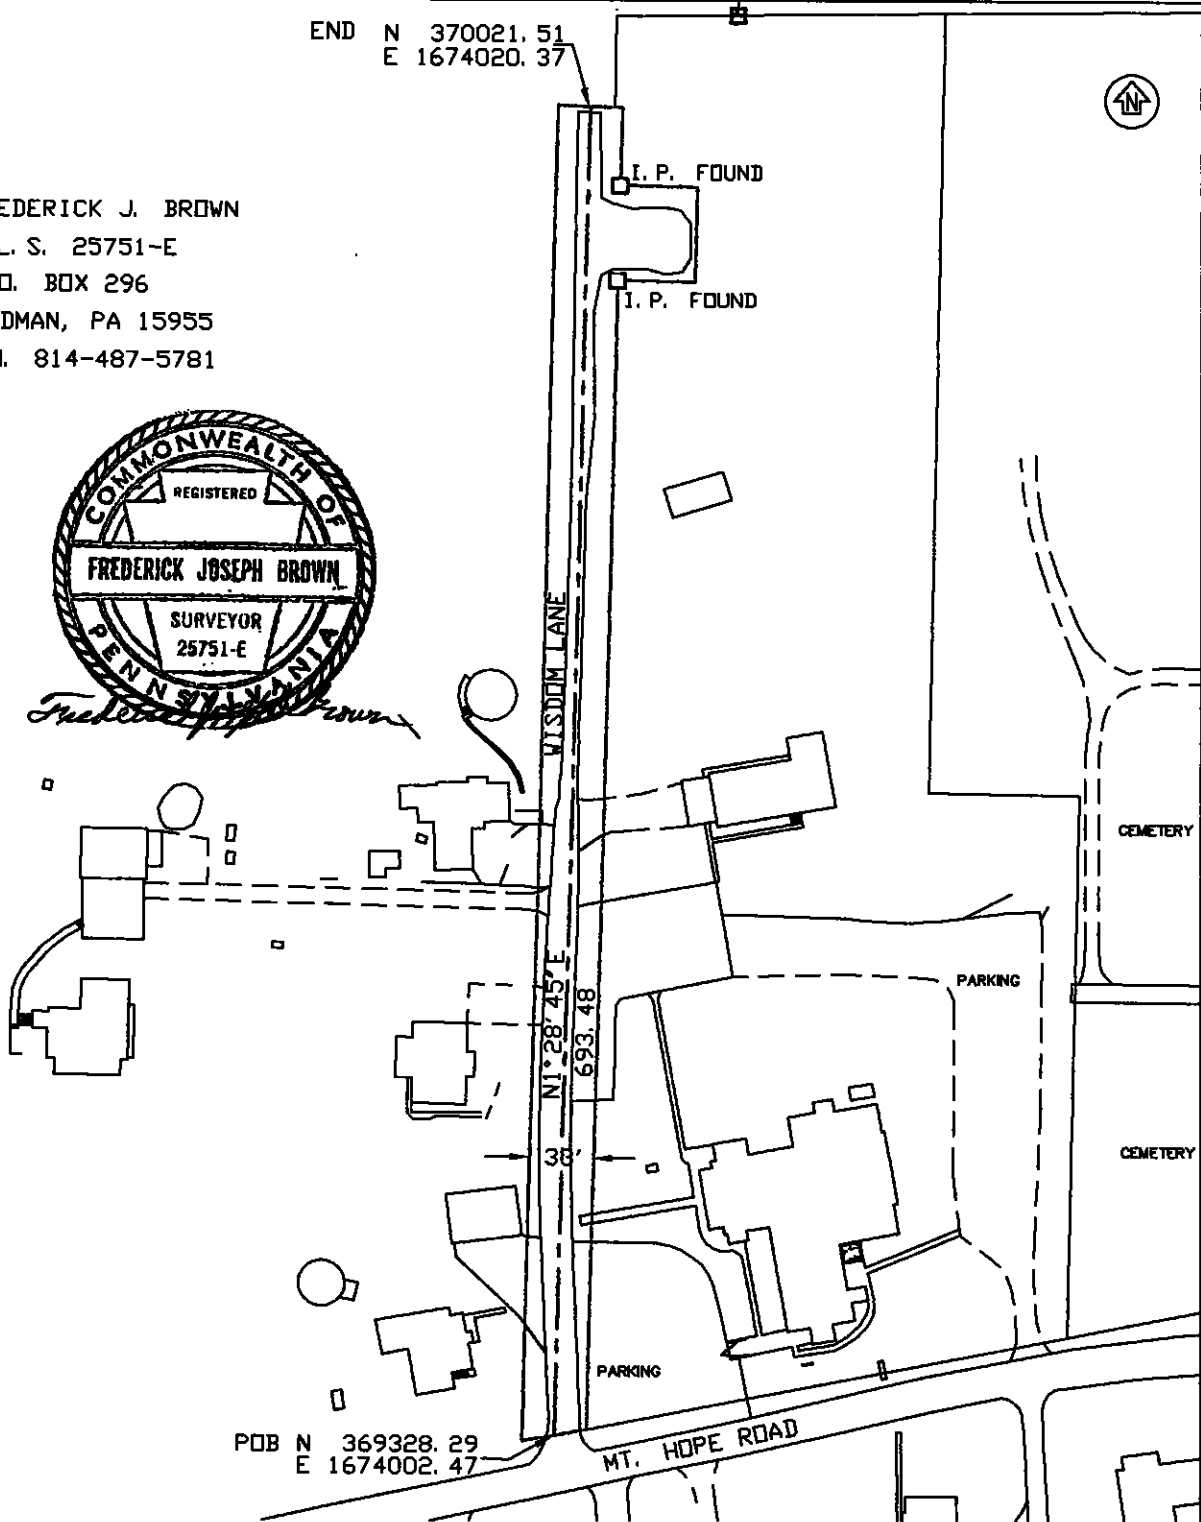 END N 370021.51
E 1674020.37
N
I.P. FOUND
I.P. FOUND
EDERICK J. BROWN
L.S. 25751-E
O. BOX 296
DMAN, PA 15955
814-487-5781
COMMONWEALTH OF
REGISTERED
FREDERICK JOSEPH BROWN
SURVEYOR
25751-E
PENNSYLVANIA
WISDOM LANE
CEMETERY
PARKING
N1°28'45"E
693.48
CEMETERY
PARKING
POB N 369328.29
E 1674002.47
MT. HOPE ROAD